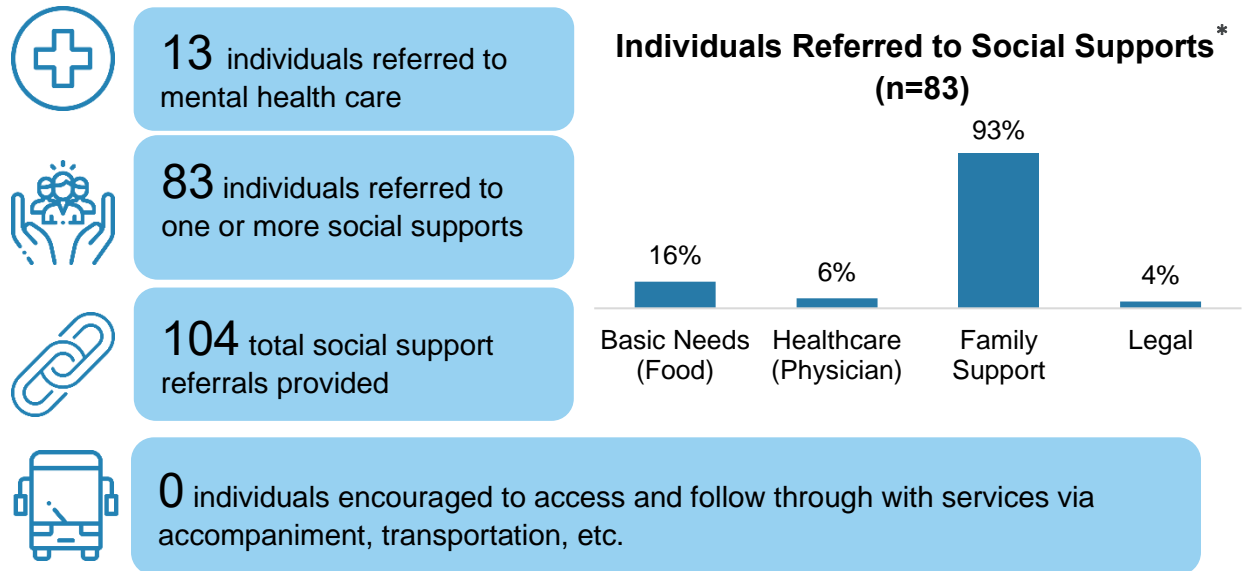 13 individuals referred to
mental health care
83 individuals referred to
one or more social supports
104 total social support
referrals provided
0 individuals encouraged to access and follow through with services via
accompaniment, transportation, etc.
Individuals Referred to Social Supports*
(n=83)
93%
16%
6%
4%
Basic Needs
(Food)
Healthcare
(Physician)
Family
Support
Legal